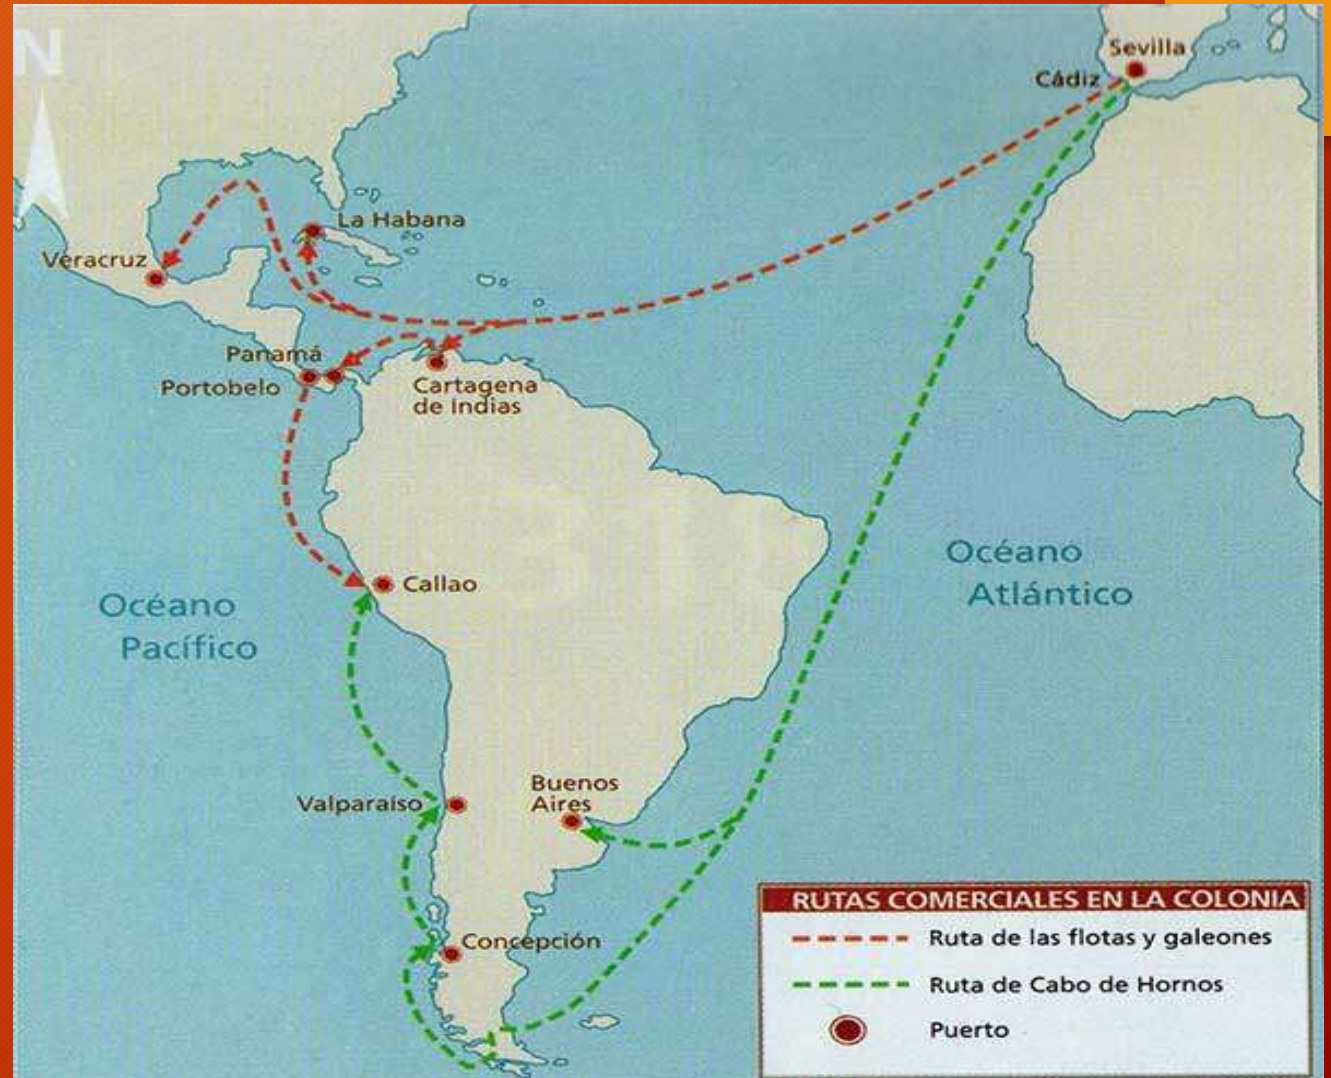 N
Sevilla
Cádiz
La Habana
Veracruz
Panamá
Portobelo
Cartagena
de Indias
Océano
Atlántico
Callao
Océano
Pacífico
Buenos
Aires
Valparaíso
Concepción
RUTAS COMERCIALES EN LA COLONIA
Ruta de las flotas y galeones
Ruta de Cabo de Hornos
Puerto